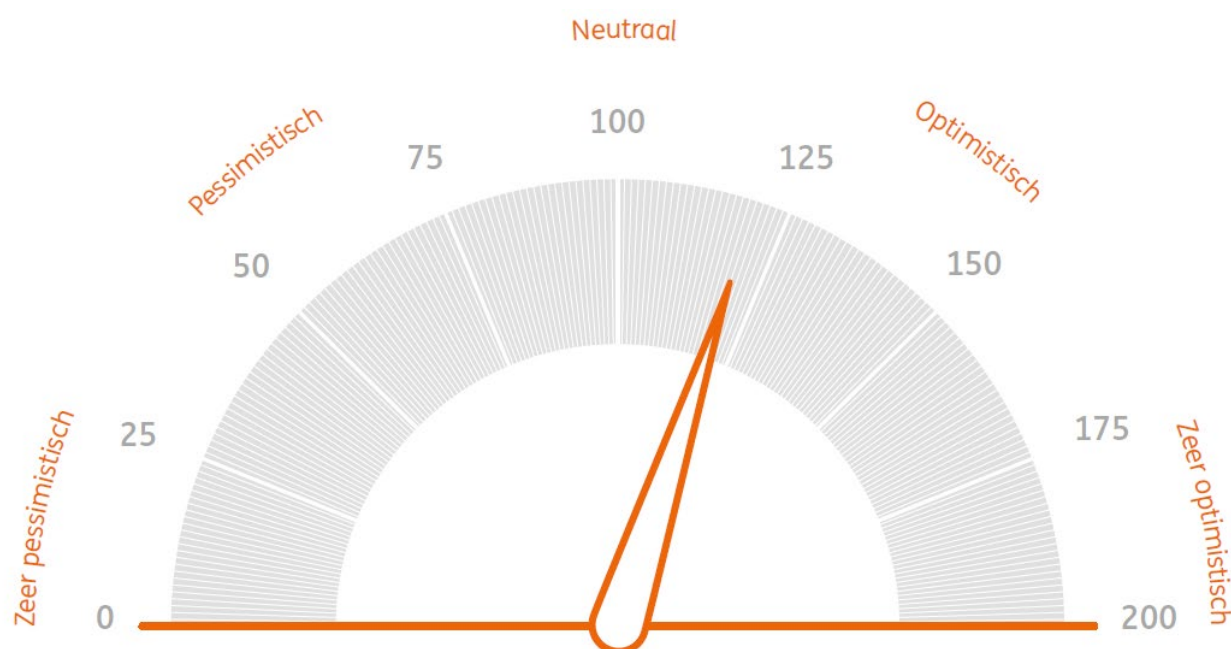 Neutraal
Pessimistisch
Optimistisch
Zeer pessimistisch
Zeer optimistisch
0
25
50
75
100
125
150
175
200